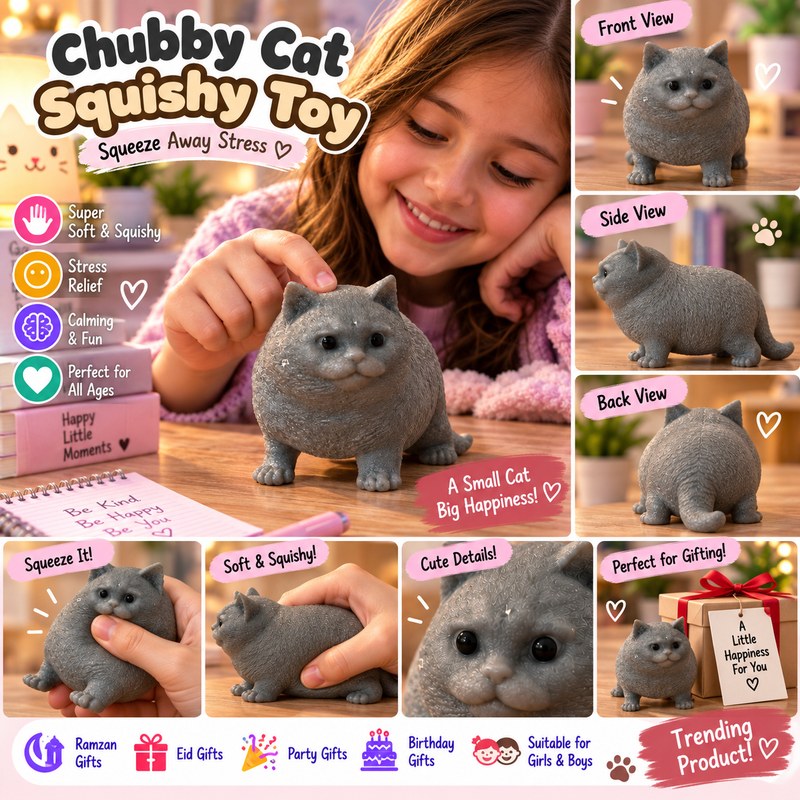 Chubby Cat
Squishy Toy
Squeeze Away Stress
Super
Soft & Squishy
Stress
Relief
Calming
& Fun
Perfect for
All Ages
Happy
Little
Moments
Be Kind
Be Happy
Be You
A Small Cat
Big Happiness!
Front View
Side View
Back View
Squeeze It!
Soft & Squishy!
Cute Details!
Perfect for Gifting!
A
Little
Happiness
For You
Ramzan
Gifts
Eid Gifts
Party Gifts
Birthday
Gifts
Suitable for
Girls & Boys
Trending
Product!